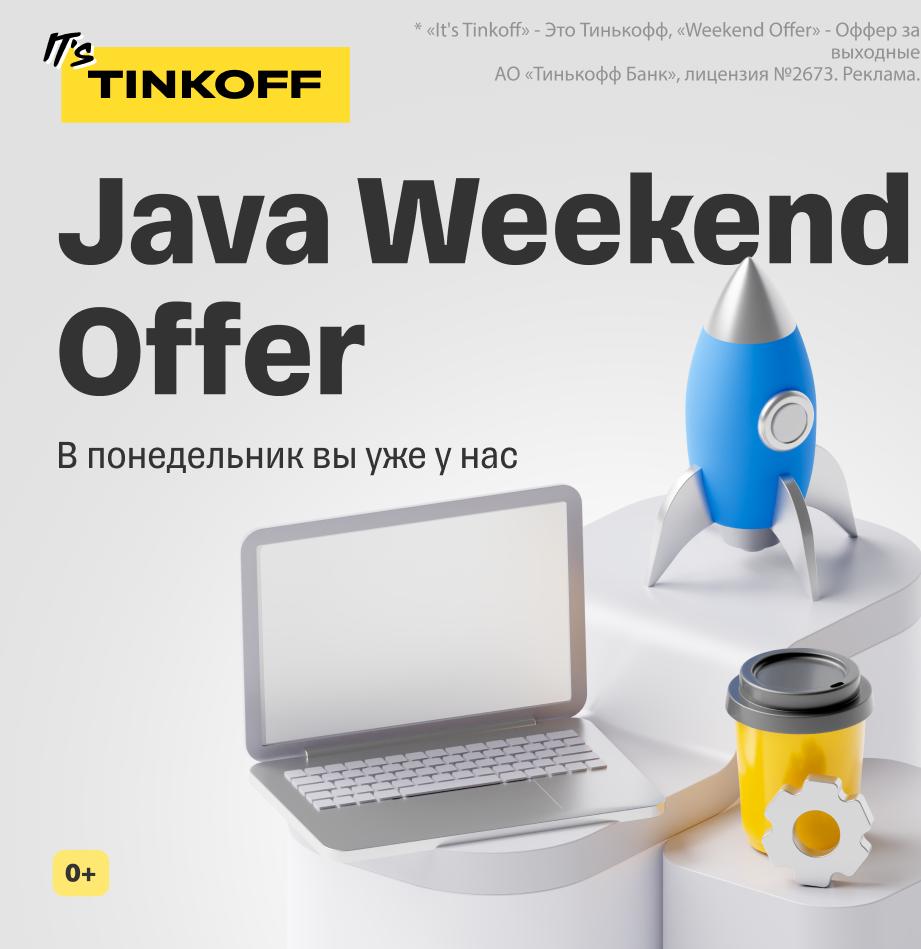 IT's
TINKOFF
* «It's Tinkoff» - Это Тинькофф, «Weekend Offer» - Оффер за
выходные
АО «Тинькофф Банк», лицензия №2673. Реклама.
Java Weekend
Offer
В понедельник вы уже у нас
0+